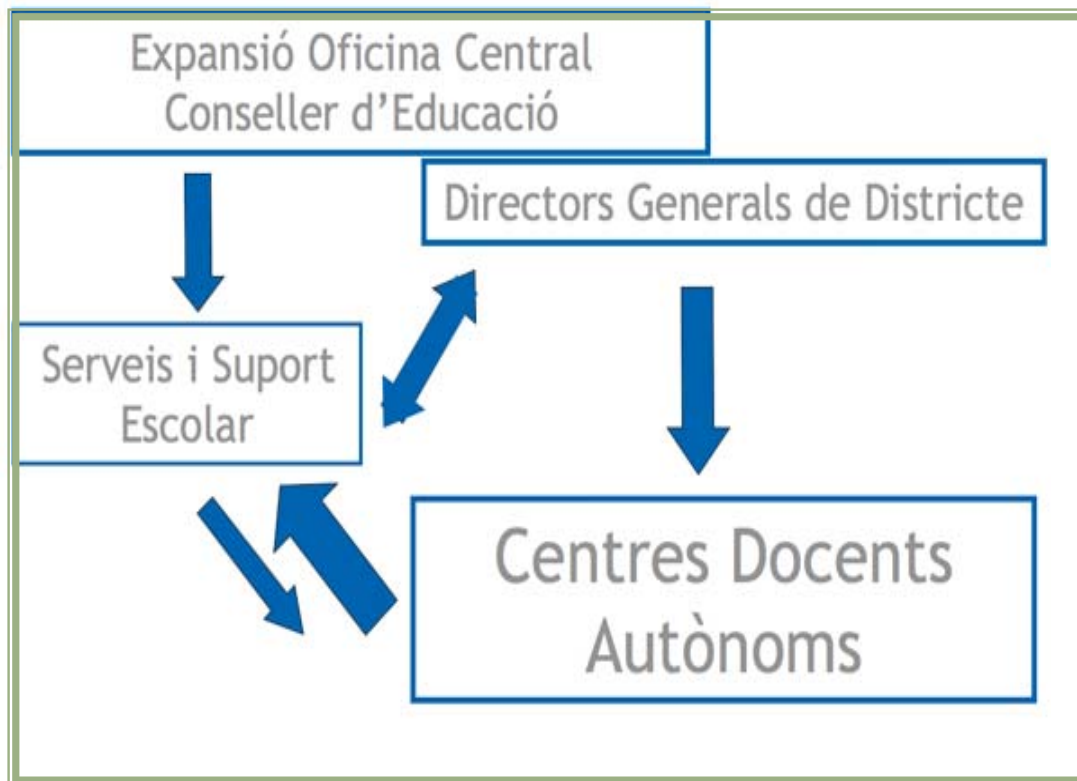 Expansió Oficina Central
Conseller d'Educació
Directors Generals de Districte
Serveis i Suport
Escolar
Centres Docents
Autònoms